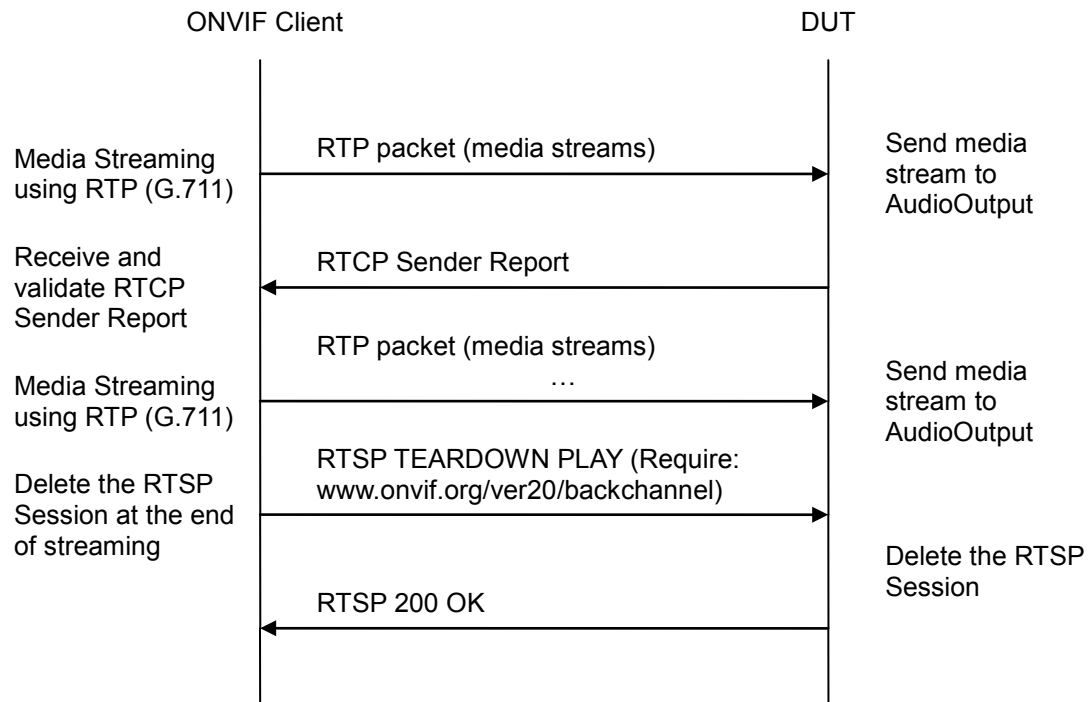 ONVIF Client
DUT
Media Streaming
using RTP (G.711)
RTP packet (media streams)
Send media
stream to
AudioOutput
Receive and
validate RTCP
Sender Report
RTCP Sender Report
Media Streaming
using RTP (G.711)
RTP packet (media streams)
…
Send media
stream to
AudioOutput
Delete the RTSP
Session at the end
of streaming
RTSP TEARDOWN PLAY (Require:
www.onvif.org/ver20/backchannel)
Delete the RTSP
Session
RTSP 200 OK